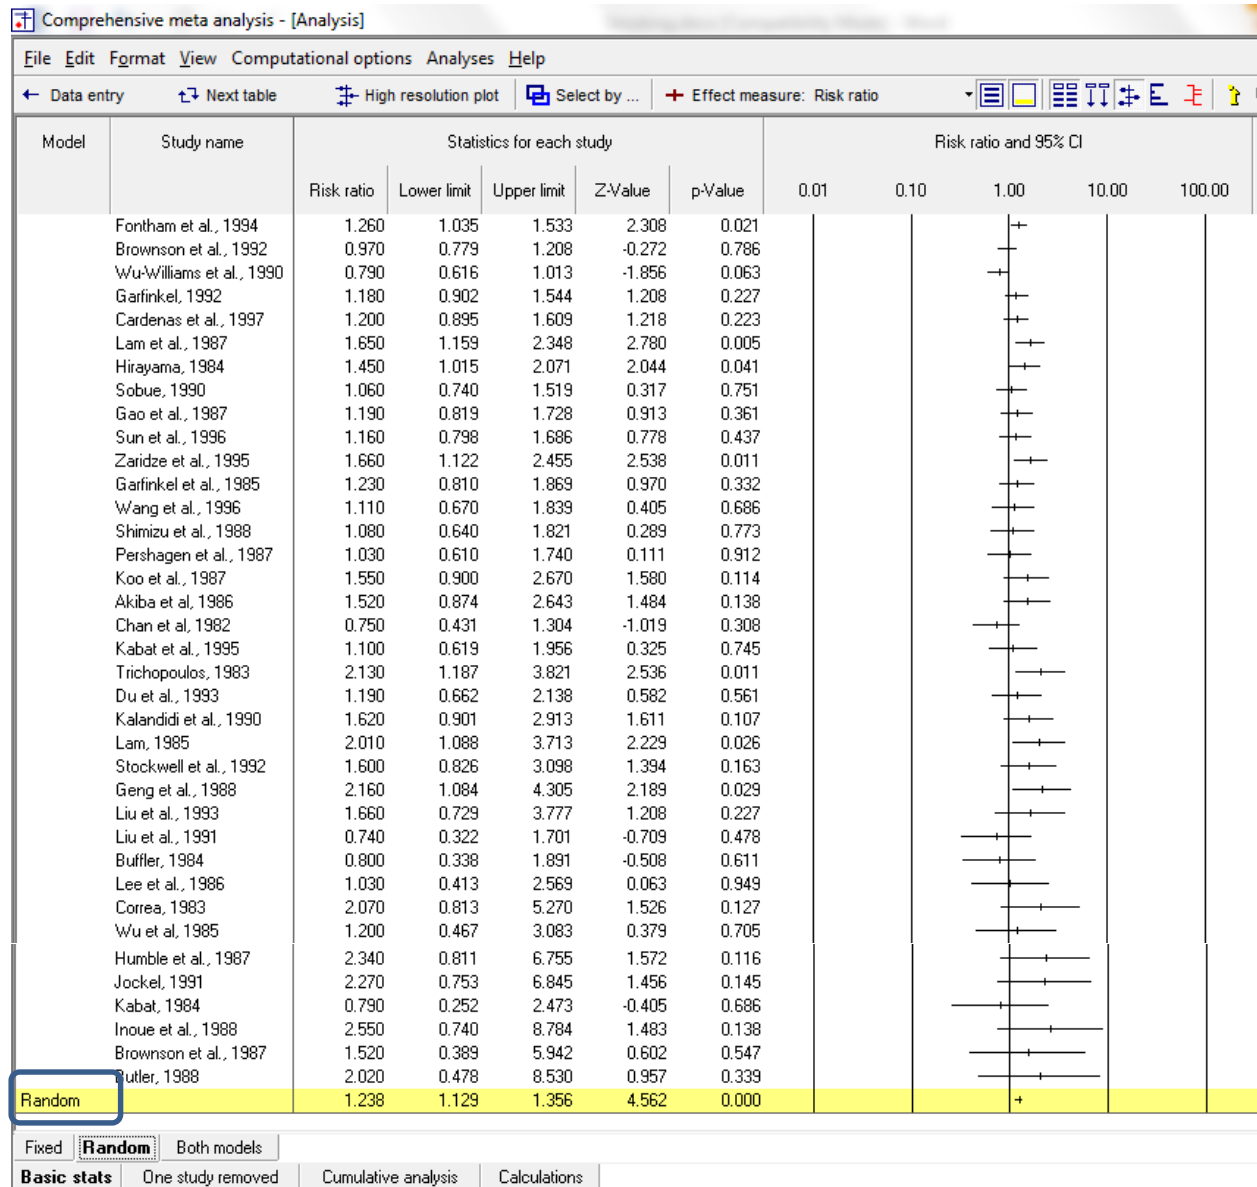 Comprehensive meta analysis - [Analysis]
File Edit Format View Computational options Analyses Help
← Data entry Next table High resolution plot Select by ... Effect measure: Risk ratio
Model Study name Statistics for each study Risk ratio and 95% CI
Risk ratio Lower limit Upper limit Z-Value p-Value 0.01 0.10 1.00 10.00 100.00
Fontham et al., 1994 1.260 1.035 1.533 2.308 0.021
Brownson et al., 1992 0.970 0.779 1.208 -0.272 0.786
Wu-Williams et al., 1990 0.790 0.616 1.013 -1.856 0.063
Garfinkel, 1992 1.180 0.902 1.544 1.208 0.227
Cardenas et al., 1997 1.200 0.895 1.609 1.218 0.223
Lam et al., 1987 1.650 1.159 2.348 2.780 0.005
Hirayama, 1984 1.450 1.015 2.071 2.044 0.041
Sobue, 1990 1.060 0.740 1.519 0.317 0.751
Gao et al., 1987 1.190 0.819 1.728 0.913 0.361
Sun et al., 1996 1.160 0.798 1.686 0.778 0.437
Zaridze et al., 1995 1.660 1.122 2.455 2.538 0.011
Garfinkel et al., 1985 1.230 0.810 1.869 0.970 0.332
Wang et al., 1996 1.110 0.670 1.839 0.405 0.686
Shimizu et al., 1988 1.080 0.640 1.821 0.289 0.773
Pershagen et al., 1987 1.030 0.610 1.740 0.111 0.912
Koo et al., 1987 1.550 0.900 2.670 1.580 0.114
Akiba et al, 1986 1.520 0.874 2.643 1.484 0.138
Chan et al, 1982 0.750 0.431 1.304 -1.019 0.308
Kabat et al., 1995 1.100 0.619 1.956 0.325 0.745
Trichopoulos, 1983 2.130 1.187 3.821 2.536 0.011
Du et al., 1993 1.190 0.662 2.138 0.582 0.561
Kalandidi et al., 1990 1.620 0.901 2.913 1.611 0.107
Lam, 1985 2.010 1.088 3.713 2.229 0.026
Stockwell et al., 1992 1.600 0.826 3.098 1.394 0.163
Geng et al., 1988 2.160 1.084 4.305 2.189 0.029
Liu et al., 1993 1.660 0.729 3.777 1.208 0.227
Liu et al., 1991 0.740 0.322 1.701 -0.709 0.478
Buffler, 1984 0.800 0.338 1.891 -0.508 0.611
Lee et al., 1986 1.030 0.413 2.569 0.063 0.949
Correa, 1983 2.070 0.813 5.270 1.526 0.127
Wu et al, 1985 1.200 0.467 3.083 0.379 0.705
Humble et al., 1987 2.340 0.811 6.755 1.572 0.116
Jockel, 1991 2.270 0.753 6.845 1.456 0.145
Kabat, 1984 0.790 0.252 2.473 -0.405 0.686
Inoue et al., 1988 2.550 0.740 8.784 1.483 0.138
Brownson et al., 1987 1.520 0.389 5.942 0.602 0.547
Butler, 1988 2.020 0.478 8.530 0.957 0.339
Random 1.238 1.129 1.356 4.562 0.000
Fixed Random Both models
Basic stats One study removed Cumulative analysis Calculations